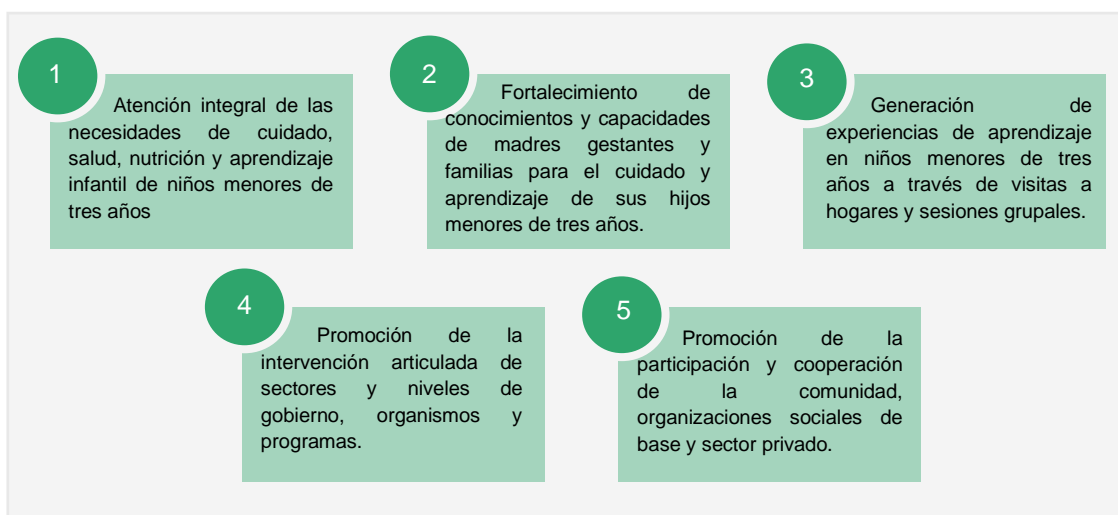 1
Atención integral de las
necesidades de cuidado,
salud, nutrición y aprendizaje
infantil de niños menores de
tres años
2
Fortalecimiento de
conocimientos y capacidades
de madres gestantes y
familias para el cuidado y
aprendizaje de sus hijos
menores de tres años.
3
Generación de
experiencias de aprendizaje
en niños menores de tres
años a través de visitas a
hogares y sesiones grupales.
4
Promoción de la
intervención articulada de
sectores y niveles de
gobierno, organismos y
programas.
5
Promoción de la
participación y cooperación
de la comunidad,
organizaciones sociales de
base y sector privado.